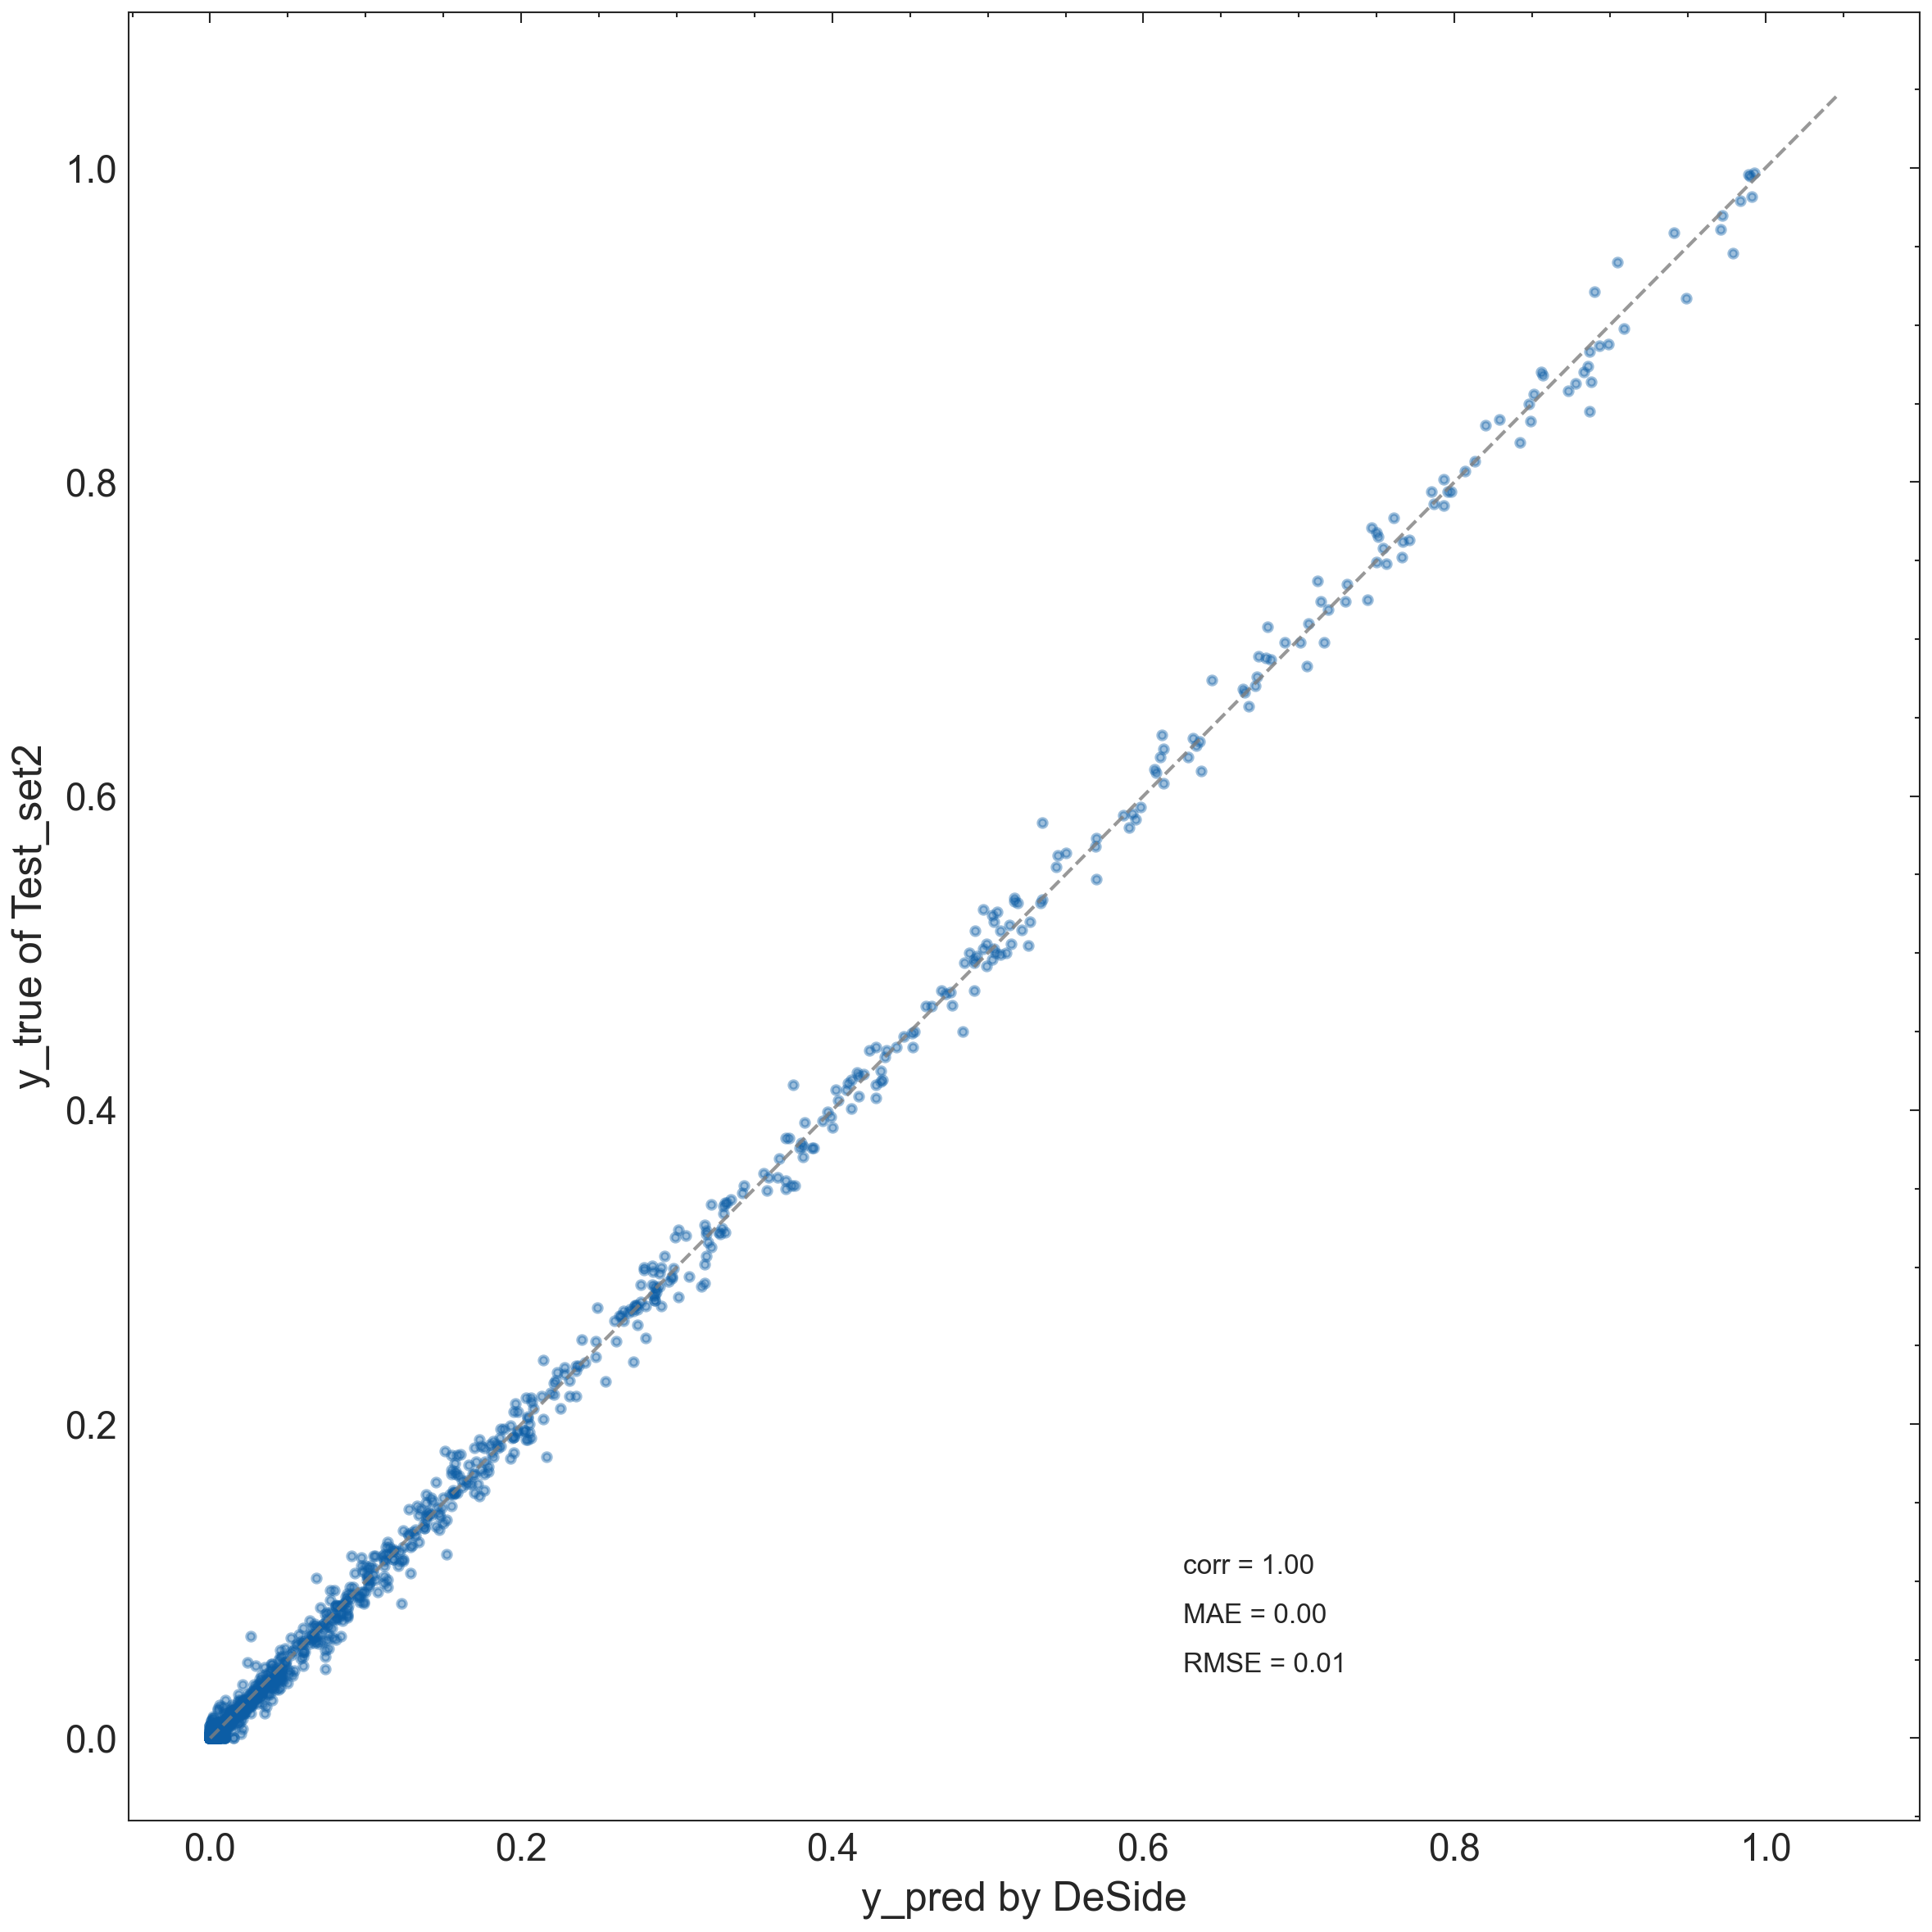 1.0
0.8
0.6
0.4
0.2
0.0
y_true of Test_set2
corr = 1.00
MAE = 0.00
RMSE = 0.01
0.0 0.2 0.4 0.6 0.8 1.0
y_pred by DeSide